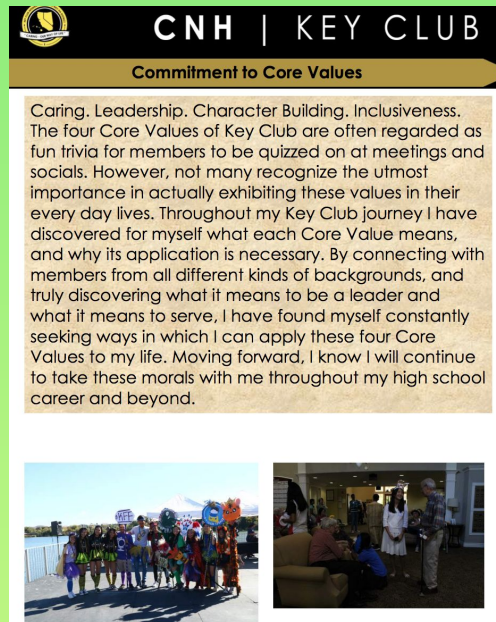 CNH | KEY CLUB
Commitment to Core Values
Caring. Leadership. Character Building. Inclusiveness.
The four Core Values of Key Club are often regarded as
fun trivia for members to be quizzed on at meetings and
socials. However, not many recognize the utmost
importance in actually exhibiting these values in their
every day lives. Throughout my Key Club journey I have
discovered for myself what each Core Value means,
and why its application is necessary. By connecting with
members from all different kinds of backgrounds, and
truly discovering what it means to be a leader and
what it means to serve, I have found myself constantly
seeking ways in which I can apply these four Core
Values to my life. Moving forward, I know I will continue
to take these morals with me throughout my high school
career and beyond.